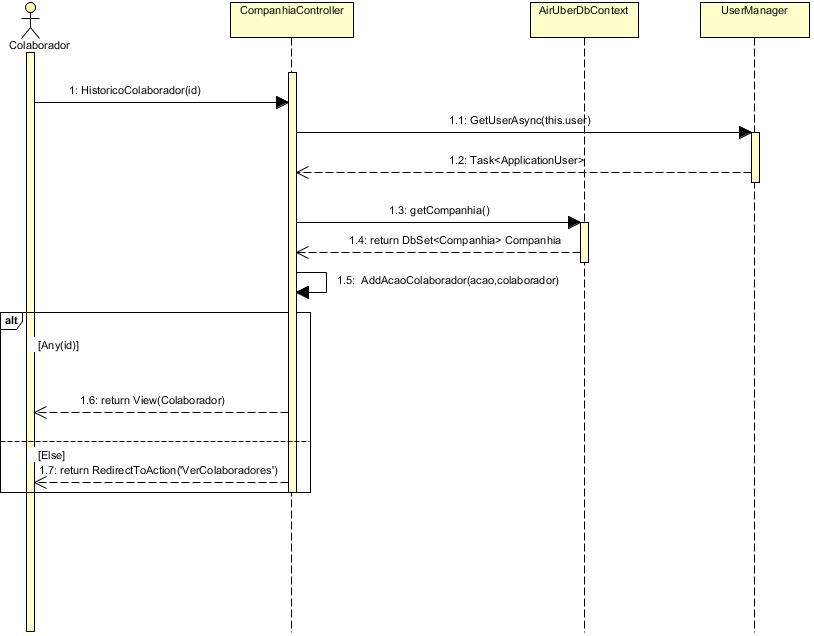 CompanhiaController
AirUberDbContext
UserManager
Colaborador
1: HistoricoColaborador(id)
1.1: GetUserAsync(this.user)
1.2: Task<ApplicationUser>
1.3: getCompanhia()
1.4: return DbSet<Companhia> Companhia
1.5: AddAcaoColaborador(acao,colaborador)
alt
[Any(id)]
1.6: return View(Colaborador)
[Else]
1.7: return RedirectToAction('VerColaboradores')